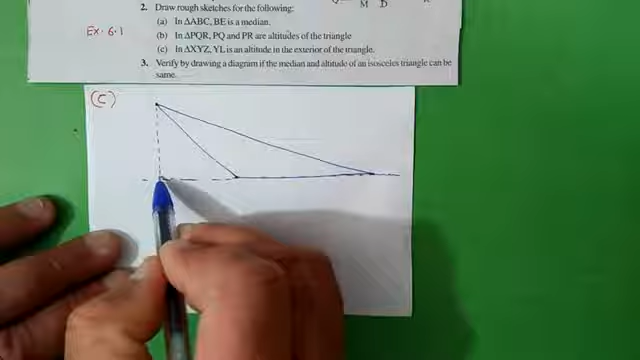 M D
2. Draw rough sketches for the following:
(a) In ΔABC, BE is a median.
Ex. 6.1
(b) In ΔPQR, PQ and PR are altitudes of the triangle
(c) In ΔXYZ, YL is an altitude in the exterior of the triangle.
3. Verify by drawing a diagram if the median and altitude of an isosceles triangle can be
same.
(C)